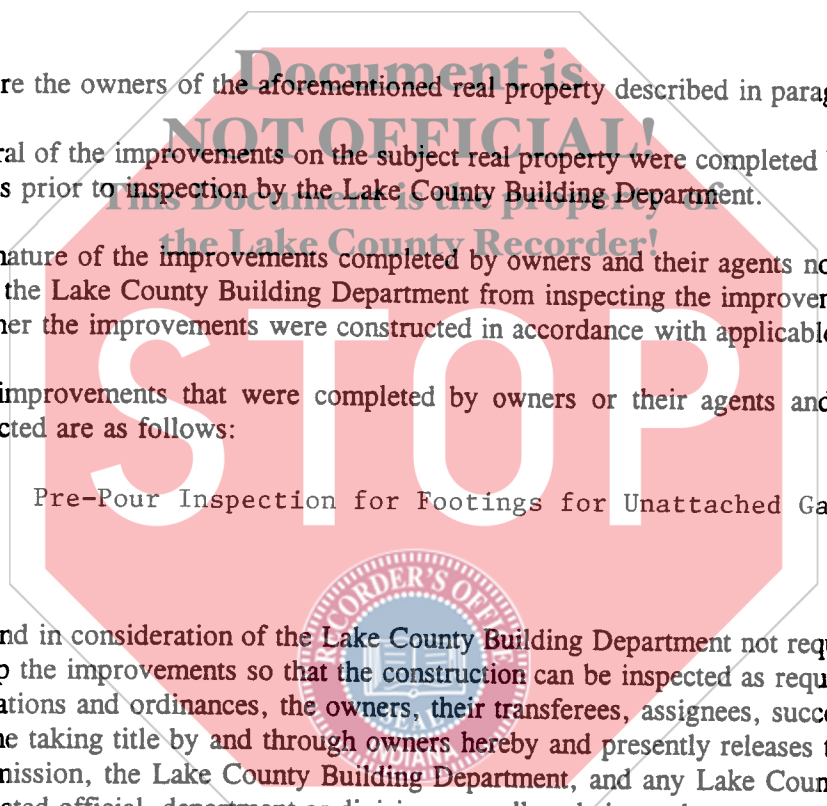 Document is
re the owners of the aforementioned real property described in parag
NOT OFFICIAL!
ral of the improvements on the subject real property were completed
s prior to inspection by the Lake County Building Department.
This Document is the property of
the Lake County Recorder!
nature of the improvements completed by owners and their agents no
the Lake County Building Department from inspecting the improver
her the improvements were constructed in accordance with applicable
STOP
improvements that were completed by owners or their agents and
cted are as follows:
Pre-Pour Inspection for Footings for Unattached Ga
RECORDER'S OFFICE
SEAL
INDIANA
nd in consideration of the Lake County Building Department not requ
p the improvements so that the construction can be inspected as requ
ations and ordinances, the owners, their transferees, assignees, succe
ne taking title by and through owners hereby and presently releases t
mission, the Lake County Building Department, and any Lake Coun